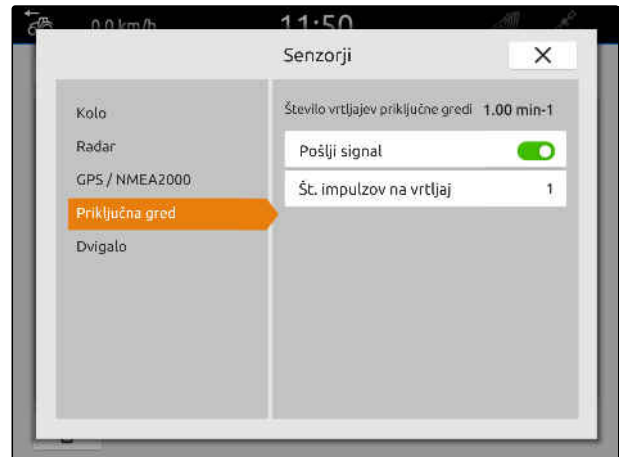 0.0 km/h
11:50
Senzorji
Kolo
Radar
GPS / NMEA2000
Priključna gred
Dvigalo
Število vrtljajev priključne gredi 1.00 min-1
Pošlji signal
Št. impulzov na vrtljaj 1